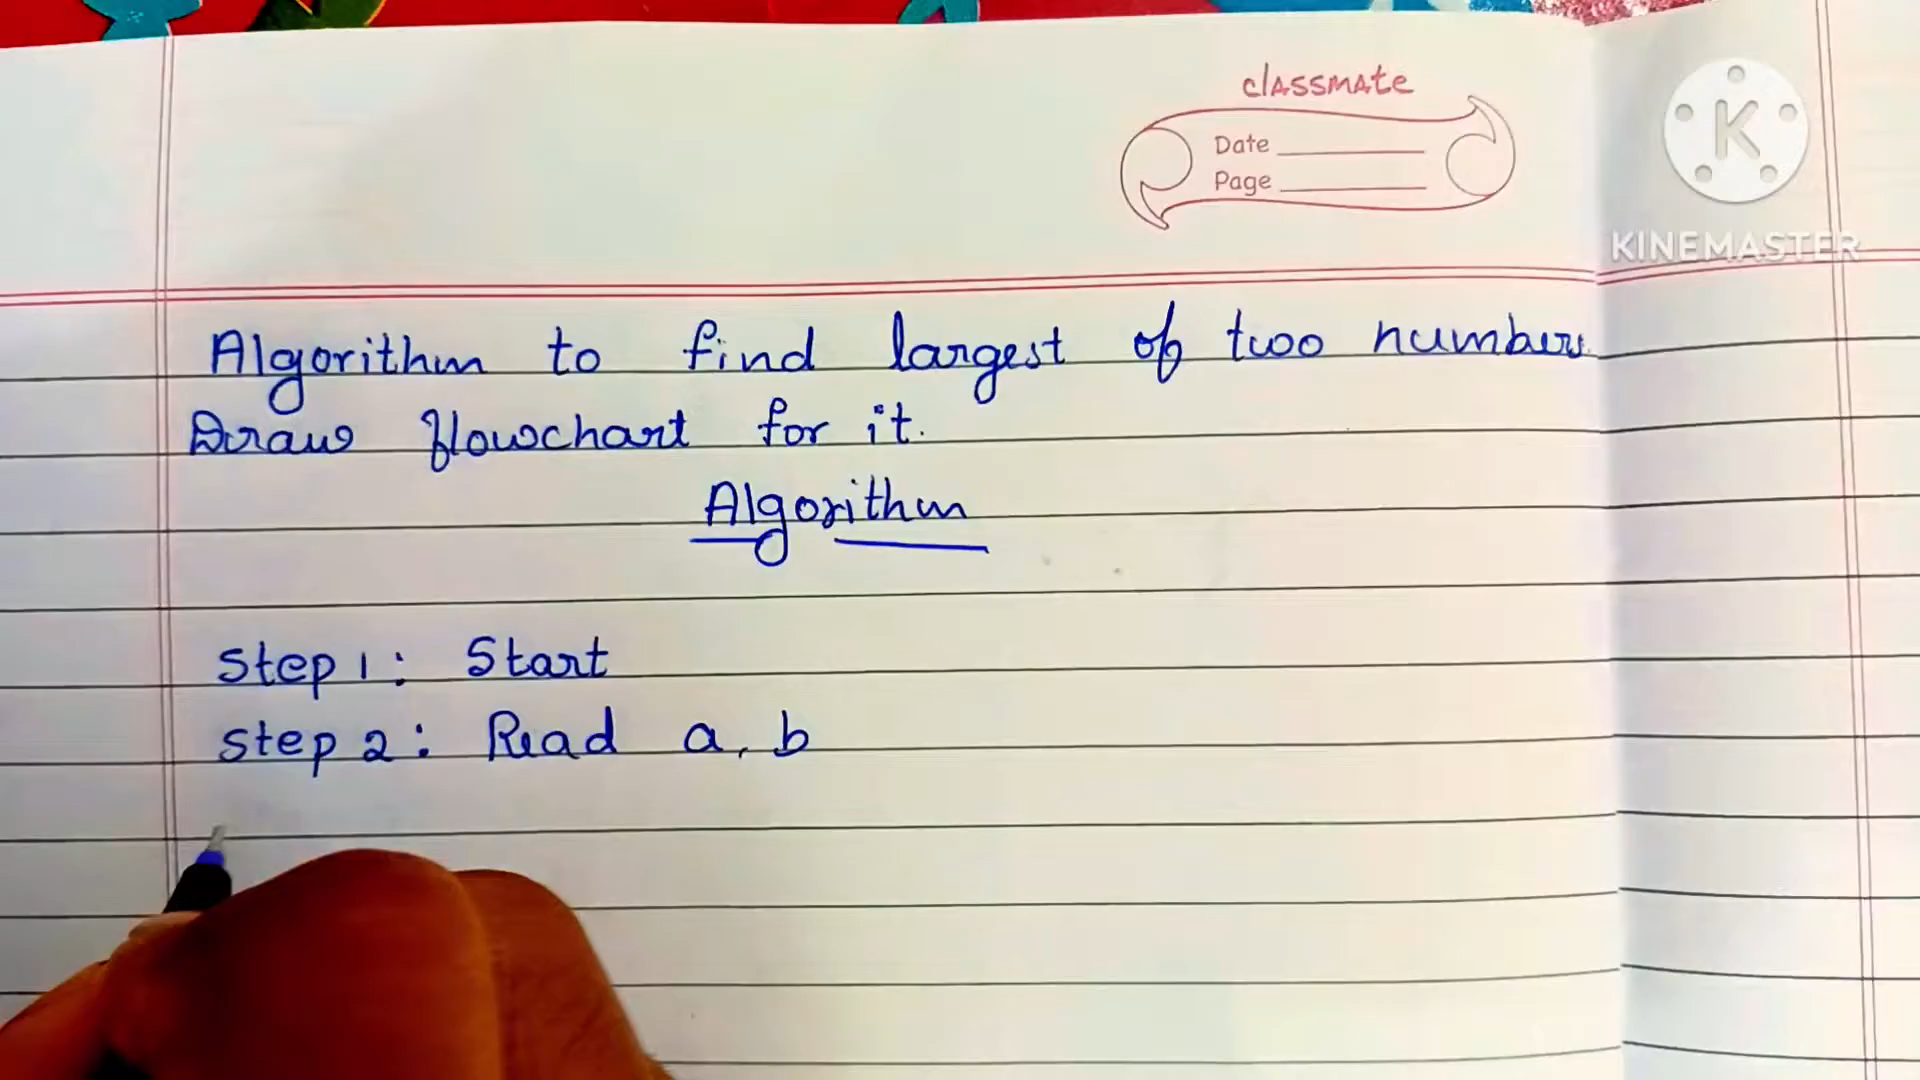 classmate
Date
Page
K
KINEMASTER
Algorithm to find largest of two numbers.
Draw flowchart for it.
Algorithm
Step 1: Start
Step 2: Read a, b